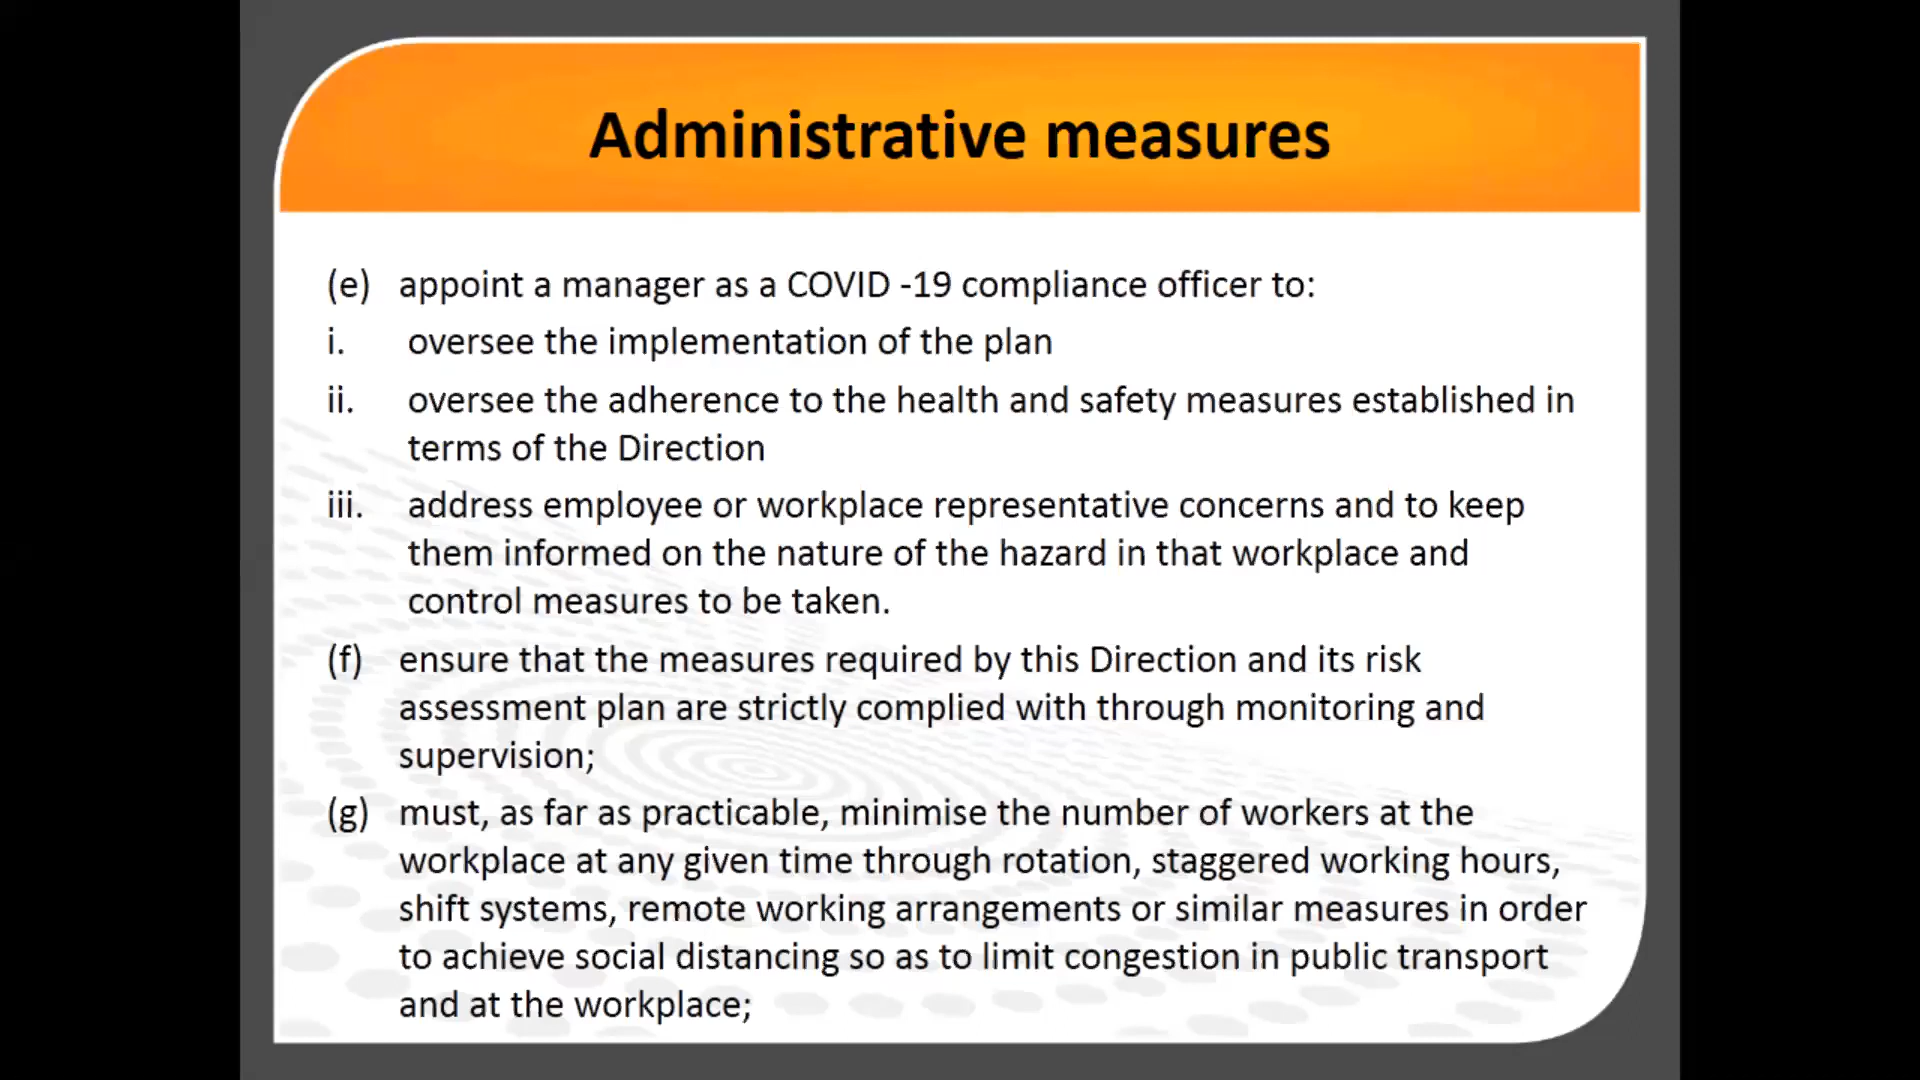 Administrative measures
(e) appoint a manager as a COVID -19 compliance officer to:
i. oversee the implementation of the plan
ii. oversee the adherence to the health and safety measures established in
terms of the Direction
iii. address employee or workplace representative concerns and to keep
them informed on the nature of the hazard in that workplace and
control measures to be taken.
(f) ensure that the measures required by this Direction and its risk
assessment plan are strictly complied with through monitoring and
supervision;
(g) must, as far as practicable, minimise the number of workers at the
workplace at any given time through rotation, staggered working hours,
shift systems, remote working arrangements or similar measures in order
to achieve social distancing so as to limit congestion in public transport
and at the workplace;